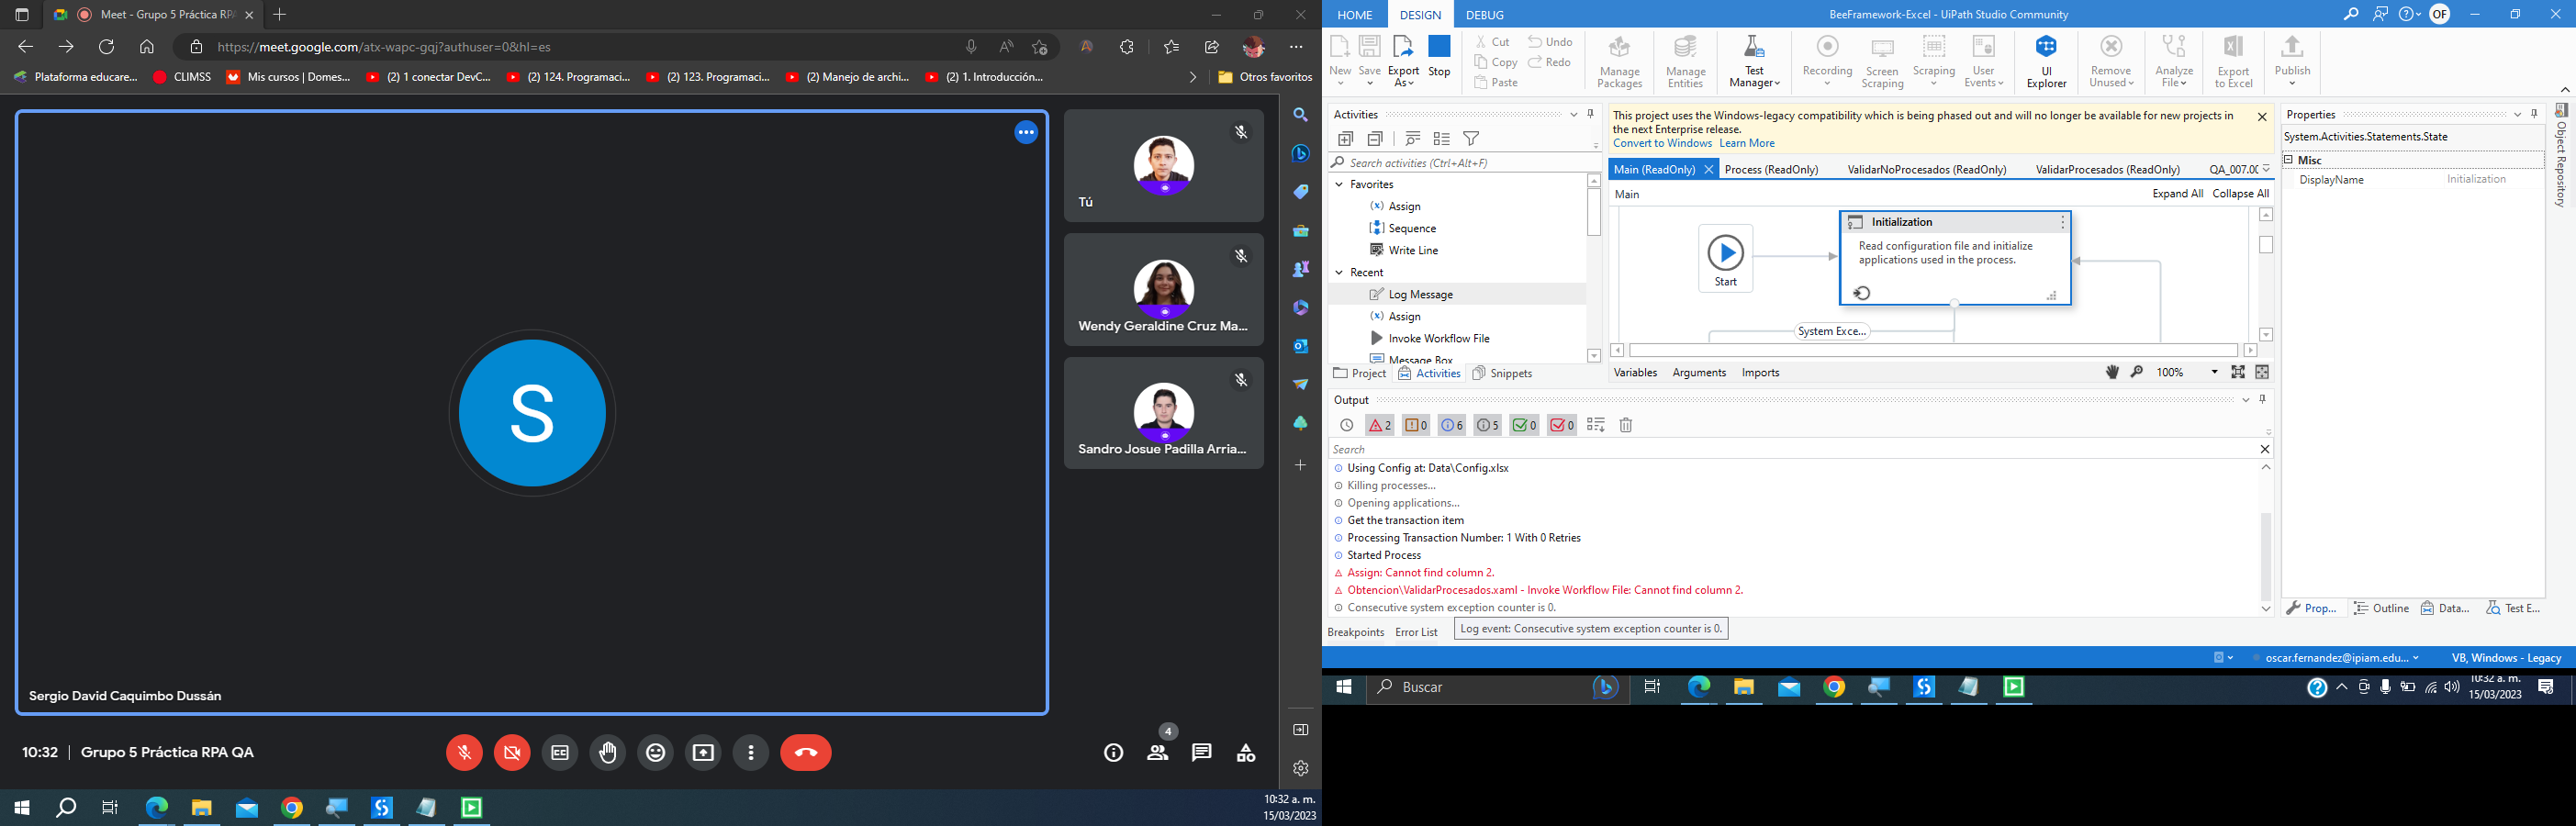 Meet - Grupo 5 Práctica RPA
https://meet.google.com/atx-wapc-gqj?authuser=0&hl=es
Plataforma educare...
CLIMSS
Mis cursos | Domes...
(2) 1 conectar DevC...
(2) 124. Programaci...
(2) 123. Programaci...
(2) Manejo de archi...
(2) 1. Introducción...
Otros favoritos
S
Sergio David Caquimbo Dussán
Tú
Wendy Geraldine Cruz Ma...
Sandro Josue Padilla Arria...
10:32 | Grupo 5 Práctica RPA QA
4
10:32 a. m.
15/03/2023
HOME
DESIGN
DEBUG
BeeFramework-Excel - UiPath Studio Community
OF
New
Save
Export As
Stop
Cut
Copy
Paste
Undo
Redo
Manage Packages
Manage Entities
Test Manager
Recording
Screen Scraping
Scraping
User Events
UI Explorer
Remove Unused
Analyze File
Export to Excel
Publish
Activities
Search activities (Ctrl+Alt+F)
Favorites
Assign
Sequence
Write Line
Recent
Log Message
Assign
Invoke Workflow File
Message Box
Project
Activities
Snippets
This project uses the Windows-legacy compatibility which is being phased out and will no longer be available for new projects in
the next Enterprise release.
Convert to Windows Learn More
Main (ReadOnly)
Process (ReadOnly)
ValidarNoProcesados (ReadOnly)
ValidarProcesados (ReadOnly)
QA_007.00
Main
Expand All
Collapse All
Start
Initialization
Read configuration file and initialize
applications used in the process.
System Exce...
Variables
Arguments
Imports
100%
Properties
System.Activities.Statements.State
Misc
DisplayName
Initialization
Object Repository
Output
2
0
6
5
0
0
Search
Using Config at: Data\Config.xlsx
Killing processes...
Opening applications...
Get the transaction item
Processing Transaction Number: 1 With 0 Retries
Started Process
Assign: Cannot find column 2.
Obtencion\ValidarProcesados.xaml - Invoke Workflow File: Cannot find column 2.
Consecutive system exception counter is 0.
Log event: Consecutive system exception counter is 0.
Breakpoints
Error List
Prop...
Outline
Data...
Test E...
oscar.fernandez@ipiam.edu...
VB, Windows - Legacy
Buscar
10:32 a. m.
15/03/2023